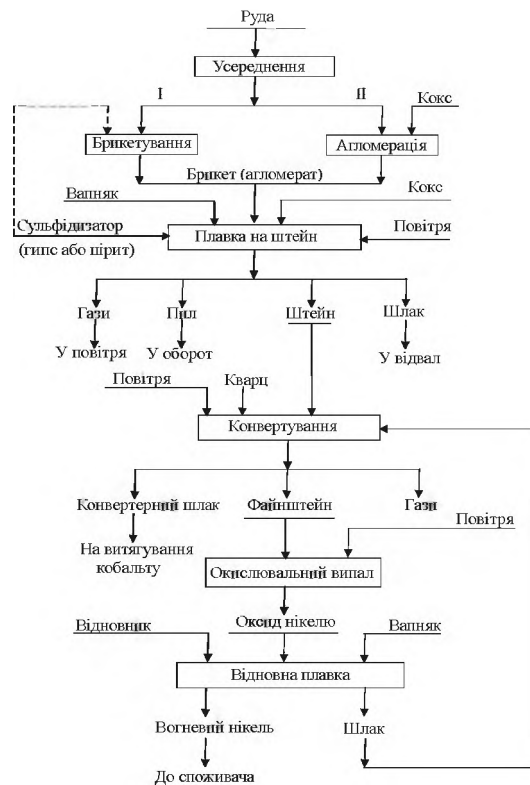 Руда
Усереднення
I
II
Кокс
Брикетування
Агломерація
Брикет (агломерат)
Вапняк
Кокс
Сульфідизатор
(гипс або пірит)
Плавка на штейн
Повітря
Гази
Пил
Штейн
Шлак
У повітря
У оборот
У відвал
Повітря
Кварц
Конвертування
Конвертерний шлак
Файнштейн
Гази
На витягування
кобальту
Повітря
Окислювальний випал
Відновник
Оксид нікелю
Вапняк
Відновна плавка
Вогневий нікель
Шлак
До споживача